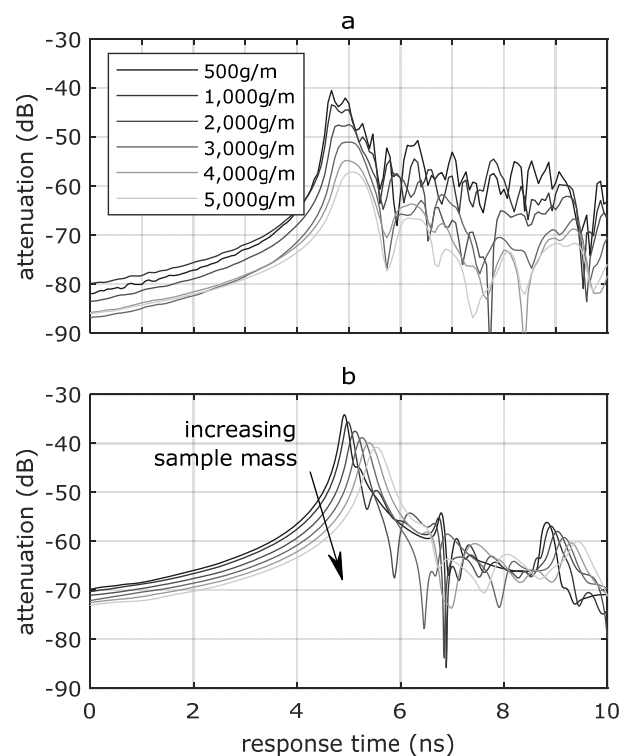 a
-30
-40
-50
-60
-70
-80
-90
attenuation (dB)
500g/m
1,000g/m
2,000g/m
3,000g/m
4,000g/m
5,000g/m
b
-30
-40
-50
-60
-70
-80
-90
attenuation (dB)
increasing
sample mass
0 2 4 6 8 10
response time (ns)